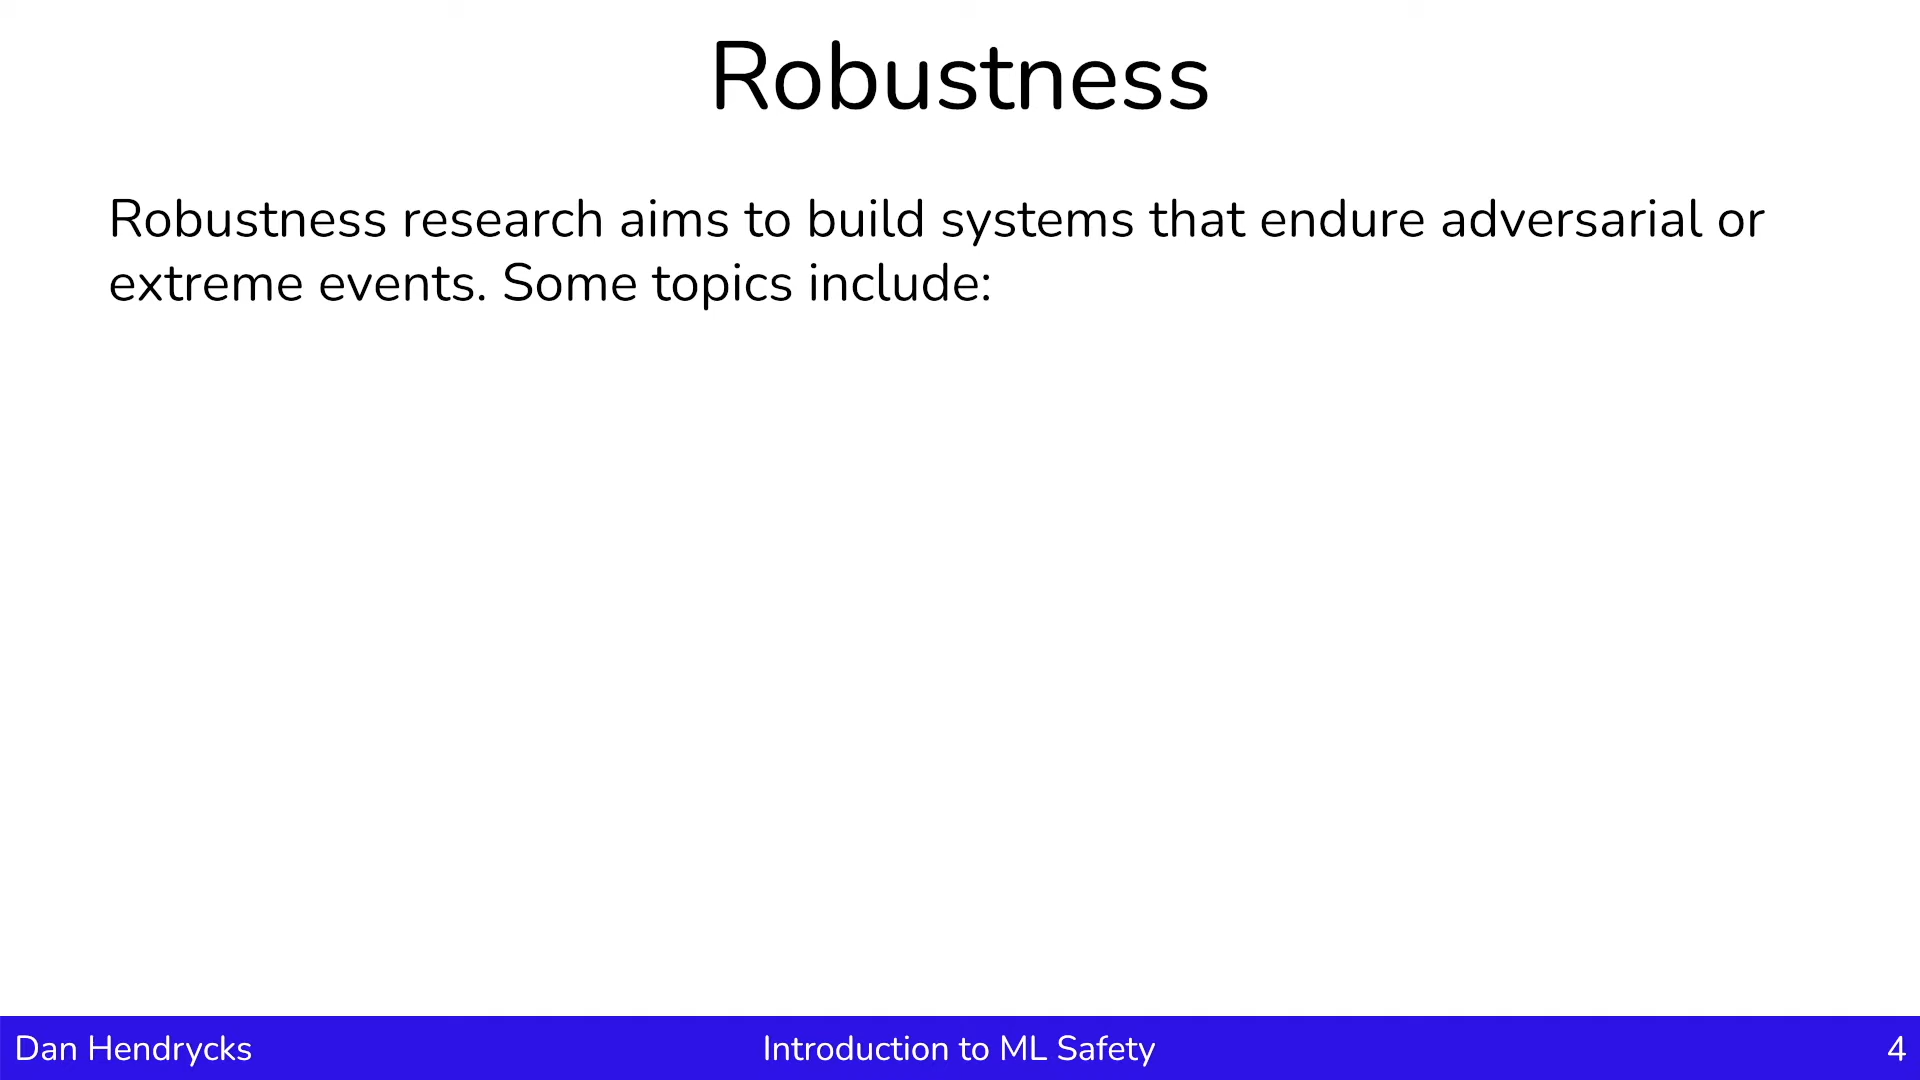 Robustness
Robustness research aims to build systems that endure adversarial or
extreme events. Some topics include:
Dan Hendrycks
Introduction to ML Safety
4